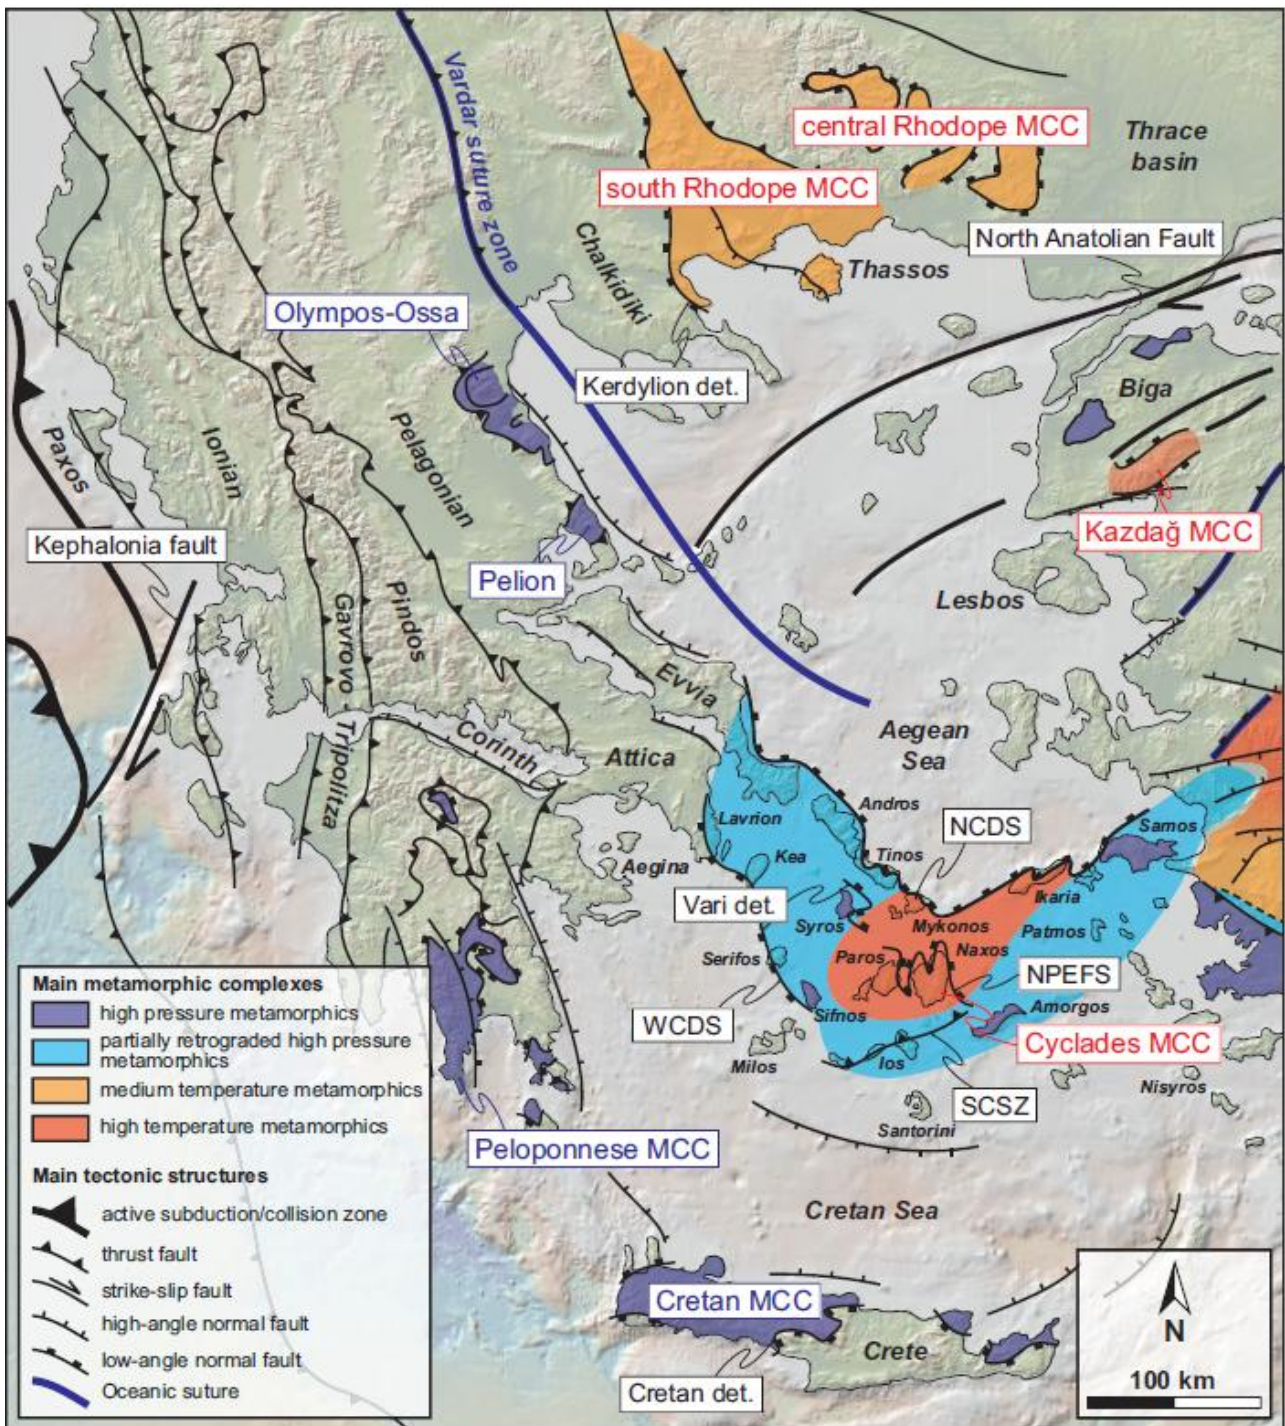 Vardar suture zone
central Rhodope MCC
Thrace
basin
south Rhodope MCC
North Anatolian Fault
Chalkidiki
Thassos
Olympos-Ossa
Kerdylion det.
Biga
Paxos
Ionian
Pelagonian
Kazdağ MCC
Kephalonia fault
Pelion
Lesbos
Gavrovo - Tripolitza
Pindos
Evvia
Corinth
Attica
Aegean
Sea
Andros
Lavrion
NCDS
Samos
Aegina
Kea
Tinos
Ikaria
Vari det.
Syros
Mykonos
Patmos
Serifos
Paros
Naxos
NPEFS
WCDS
Sifnos
Amorgos
Cyclades MCC
Milos
Ios
Nisyros
SCSZ
Santorini
Peloponnese MCC
Cretan Sea
Cretan MCC
Crete
Cretan det.
Main metamorphic complexes
high pressure metamorphics
partially retrograded high pressure
metamorphics
medium temperature metamorphics
high temperature metamorphics
Main tectonic structures
active subduction/collision zone
thrust fault
strike-slip fault
high-angle normal fault
low-angle normal fault
Oceanic suture
N
100 km